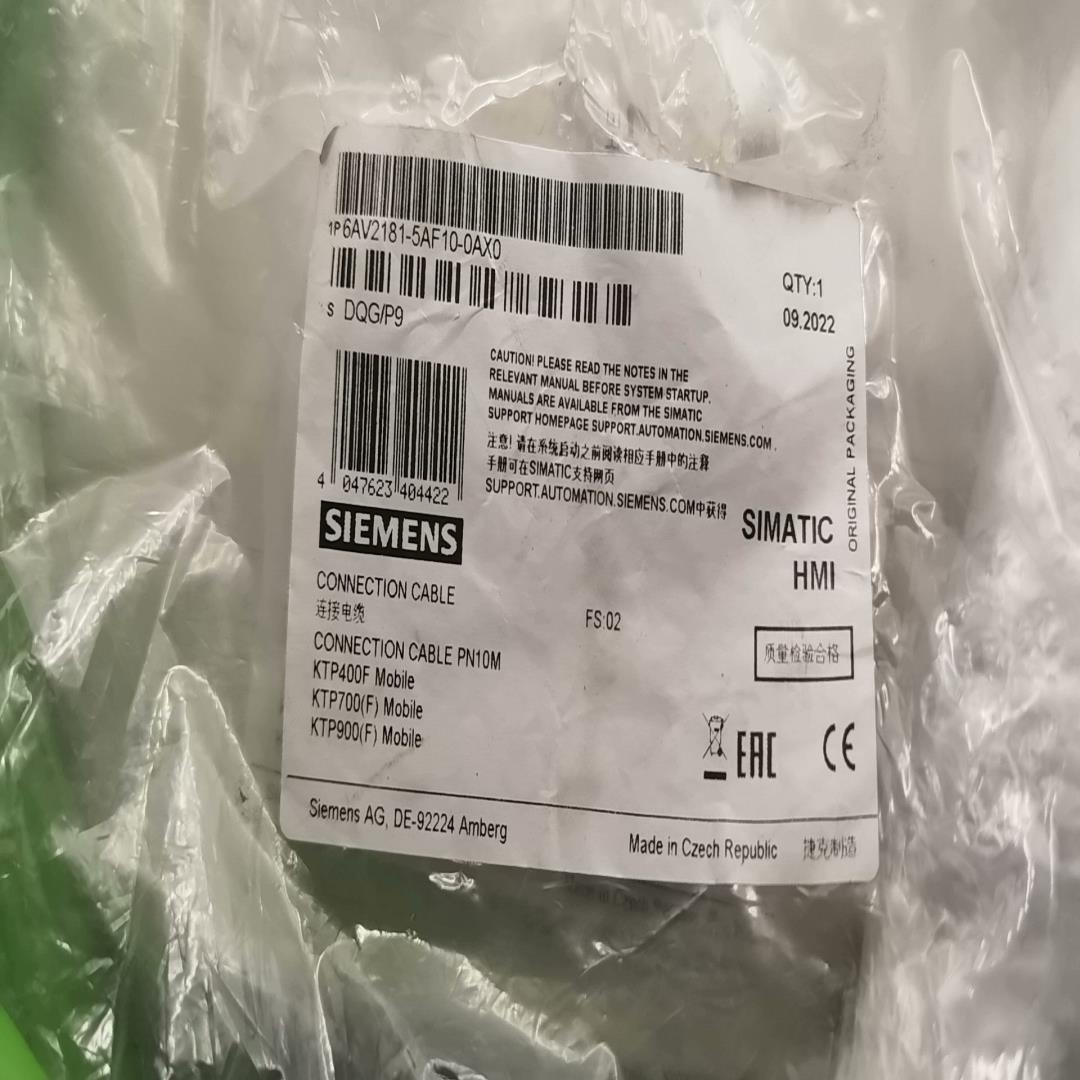 1P 6AV2181-5AF10-0AX0
S DQG/P9
QTY:1
09.2022
CAUTION! PLEASE READ THE NOTES IN THE
RELEVANT MANUAL BEFORE SYSTEM STARTUP.
MANUALS ARE AVAILABLE FROM THE SIMATIC
SUPPORT HOMEPAGE SUPPORT.AUTOMATION.SIEMENS.COM.
注意! 请在系统启动之前阅读相应手册中的注释
手册可在SIMATIC支持网页
SUPPORT.AUTOMATION.SIEMENS.COM中获得
ORIGINAL PACKAGING
4 047623 404422
SIEMENS
SIMATIC
HMI
CONNECTION CABLE
连接电缆
FS:02
CONNECTION CABLE PN10M
KTP400F Mobile
KTP700(F) Mobile
KTP900(F) Mobile
质量检验合格
EAC
CE
Siemens AG, DE-92224 Amberg
Made in Czech Republic
捷克制造